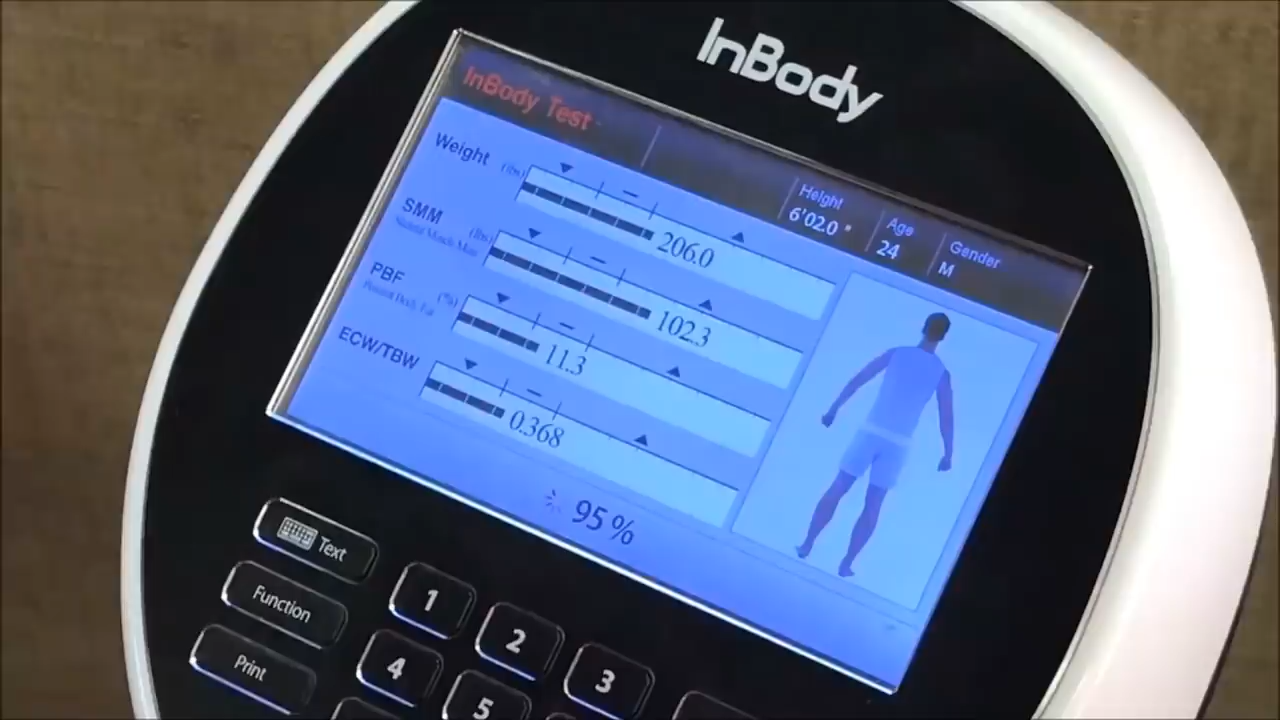 InBody
InBody Test
Height
6'02.0 "
Age
24
Gender
M
Weight (lbs)
206.0
SMM (lbs)
102.3
PBF (%)
11.3
ECW/TBW
0.368
95%
Text
Function
Print
1
2
3
4
5